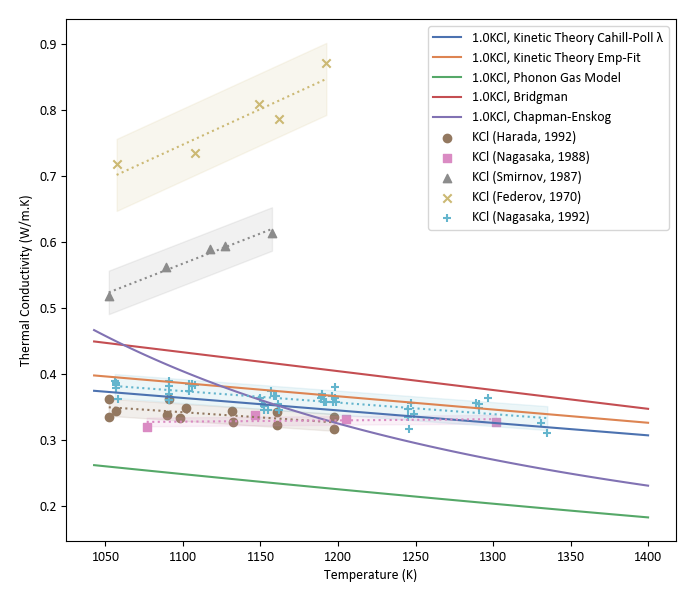 1.0KCl, Kinetic Theory Cahill-Poll λ
1.0KCl, Kinetic Theory Emp-Fit
1.0KCl, Phonon Gas Model
1.0KCl, Bridgman
1.0KCl, Chapman-Enskog
KCl (Harada, 1992)
KCl (Nagasaka, 1988)
KCl (Smirnov, 1987)
KCl (Federov, 1970)
KCl (Nagasaka, 1992)
Thermal Conductivity (W/m.K)
0.9
0.8
0.7
0.6
0.5
0.4
0.3
0.2
1050 1100 1150 1200 1250 1300 1350 1400
Temperature (K)